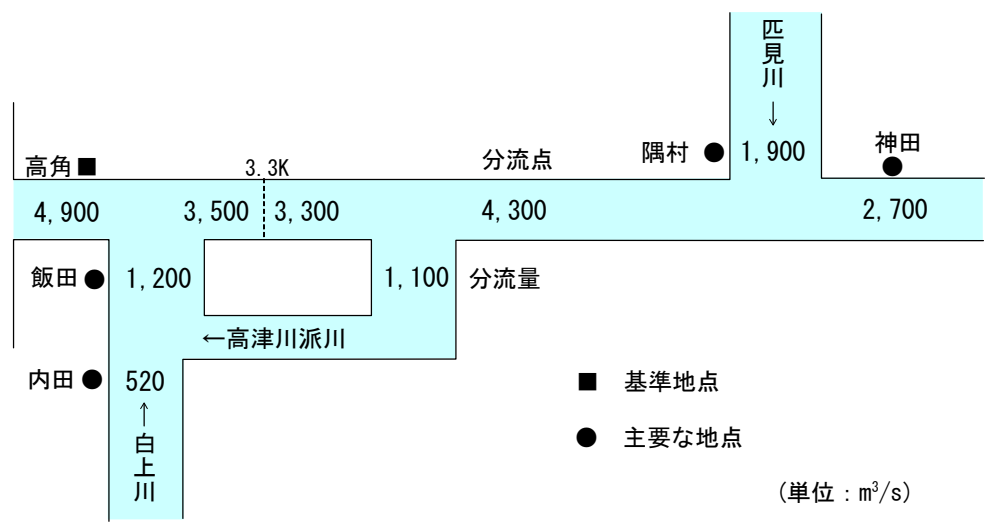 匹見川
↓
隅村 ●
1,900
神田
●
高角 ■
3.3K
分流点
4,900
3,500
3,300
4,300
2,700
飯田 ●
1,200
1,100
分流量
←高津川派川
内田 ●
520
↑
白上川
■ 基準地点
● 主要な地点
(単位：m³/s)